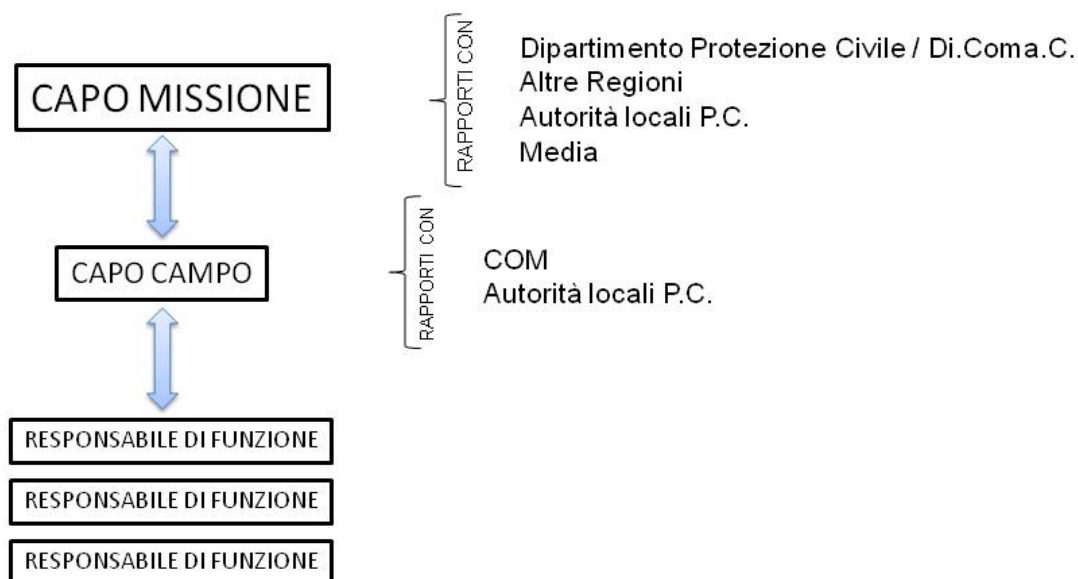 CAPO MISSIONE
RAPPORTI CON
Dipartimento Protezione Civile / Di.Coma.C.
Altre Regioni
Autorità locali P.C.
Media
CAPO CAMPO
RAPPORTI CON
COM
Autorità locali P.C.
RESPONSABILE DI FUNZIONE
RESPONSABILE DI FUNZIONE
RESPONSABILE DI FUNZIONE